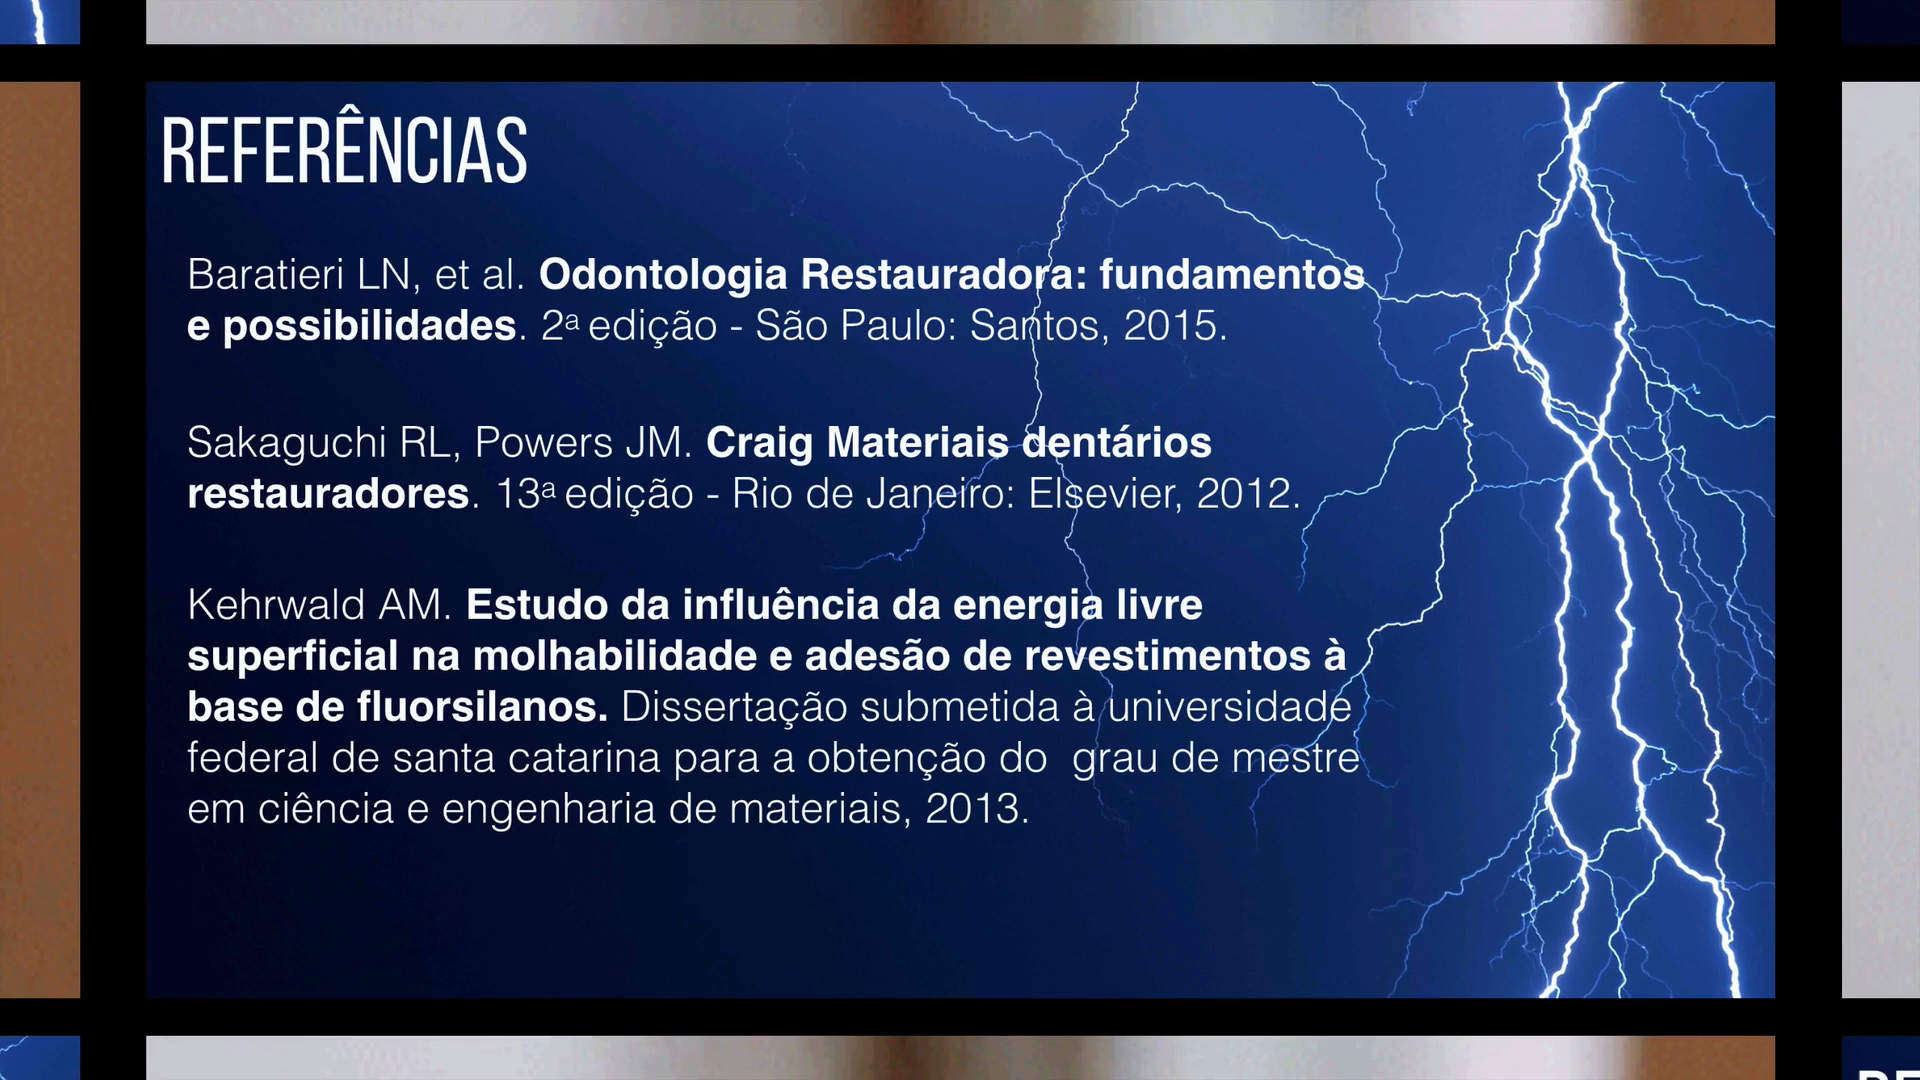 REFERÊNCIAS
Baratieri LN, et al. Odontologia Restauradora: fundamentos
e possibilidades. 2ª edição - São Paulo: Santos, 2015.
Sakaguchi RL, Powers JM. Craig Materiais dentários
restauradores. 13ª edição - Rio de Janeiro: Elsevier, 2012.
Kehrwald AM. Estudo da influência da energia livre
superficial na molhabilidade e adesão de revestimentos à
base de fluorsilanos. Dissertação submetida à universidade
federal de santa catarina para a obtenção do  grau de mestre
em ciência e engenharia de materiais, 2013.